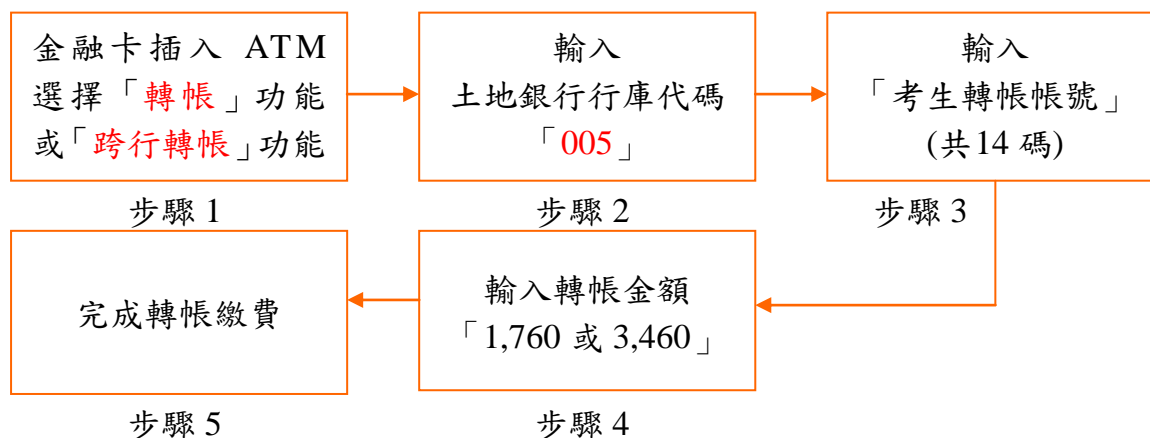 金融卡插入 ATM
選擇「轉帳」功能
或「跨行轉帳」功能
步驟 1
輸入
土地銀行行庫代碼
「005」
步驟 2
輸入
「考生轉帳帳號」
(共14 碼)
步驟 3
輸入轉帳金額
「1,760 或 3,460」
步驟 4
完成轉帳繳費
步驟 5